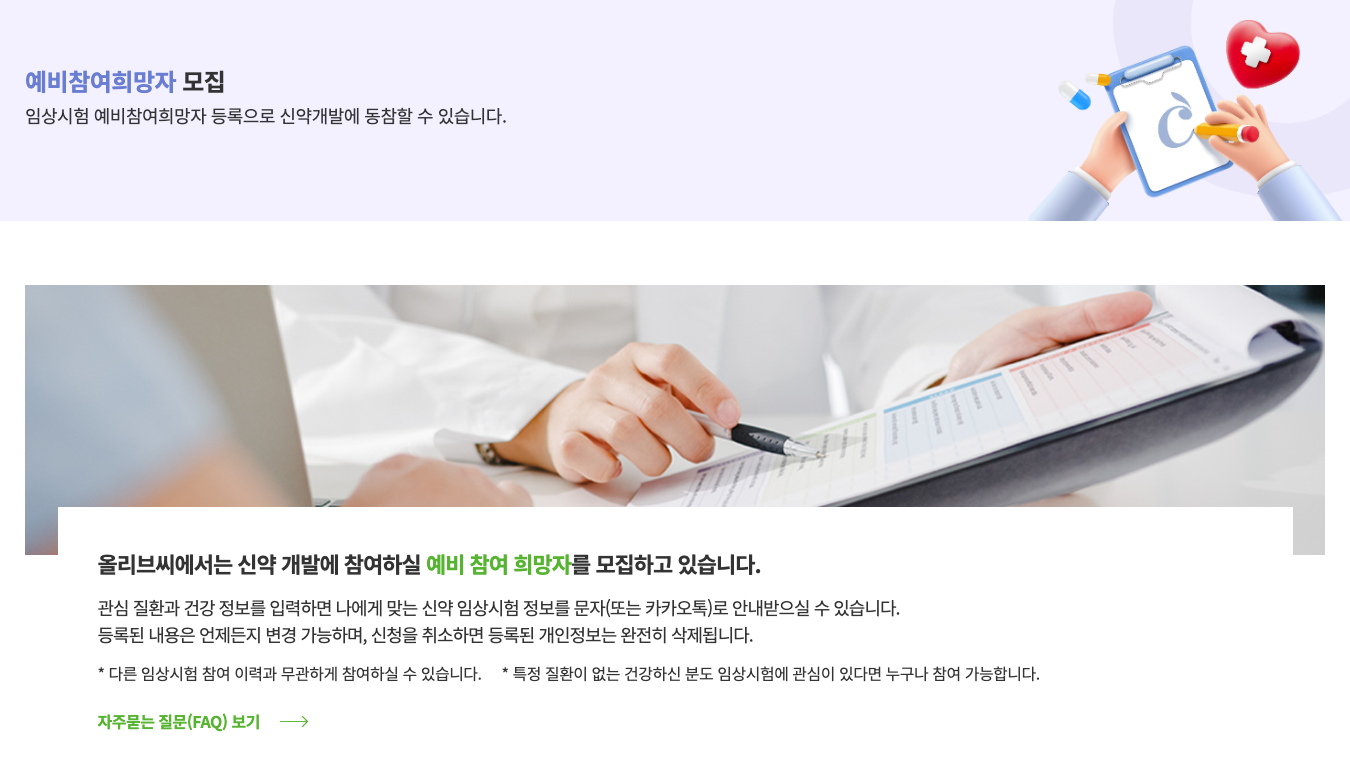 예비참여희망자 모집
임상시험 예비참여희망자 등록으로 신약개발에 동참할 수 있습니다.
올리브씨에서는 신약 개발에 참여하실 예비 참여 희망자를 모집하고 있습니다.
관심 질환과 건강 정보를 입력하면 나에게 맞는 신약 임상시험 정보를 문자(또는 카카오톡)로 안내받으실 수 있습니다.
등록된 내용은 언제든지 변경 가능하며, 신청을 취소하면 등록된 개인정보는 완전히 삭제됩니다.
* 다른 임상시험 참여 이력과 무관하게 참여하실 수 있습니다. * 특정 질환이 없는 건강하신 분도 임상시험에 관심이 있다면 누구나 참여 가능합니다.
자주묻는 질문(FAQ) 보기